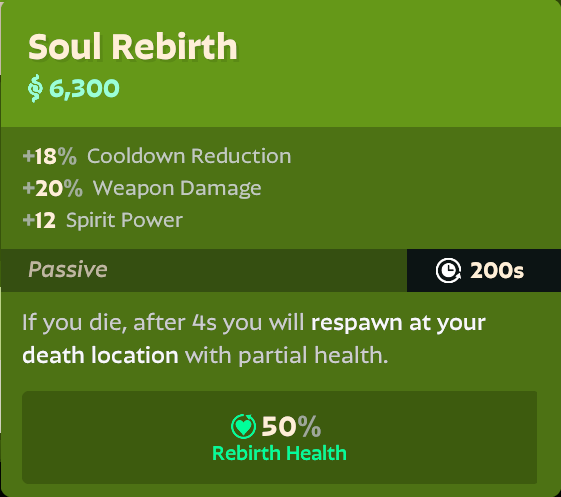 Soul Rebirth
6,300
+18% Cooldown Reduction
+20% Weapon Damage
+12 Spirit Power
Passive 200s
If you die, after 4s you will respawn at your
death location with partial health.
50%
Rebirth Health